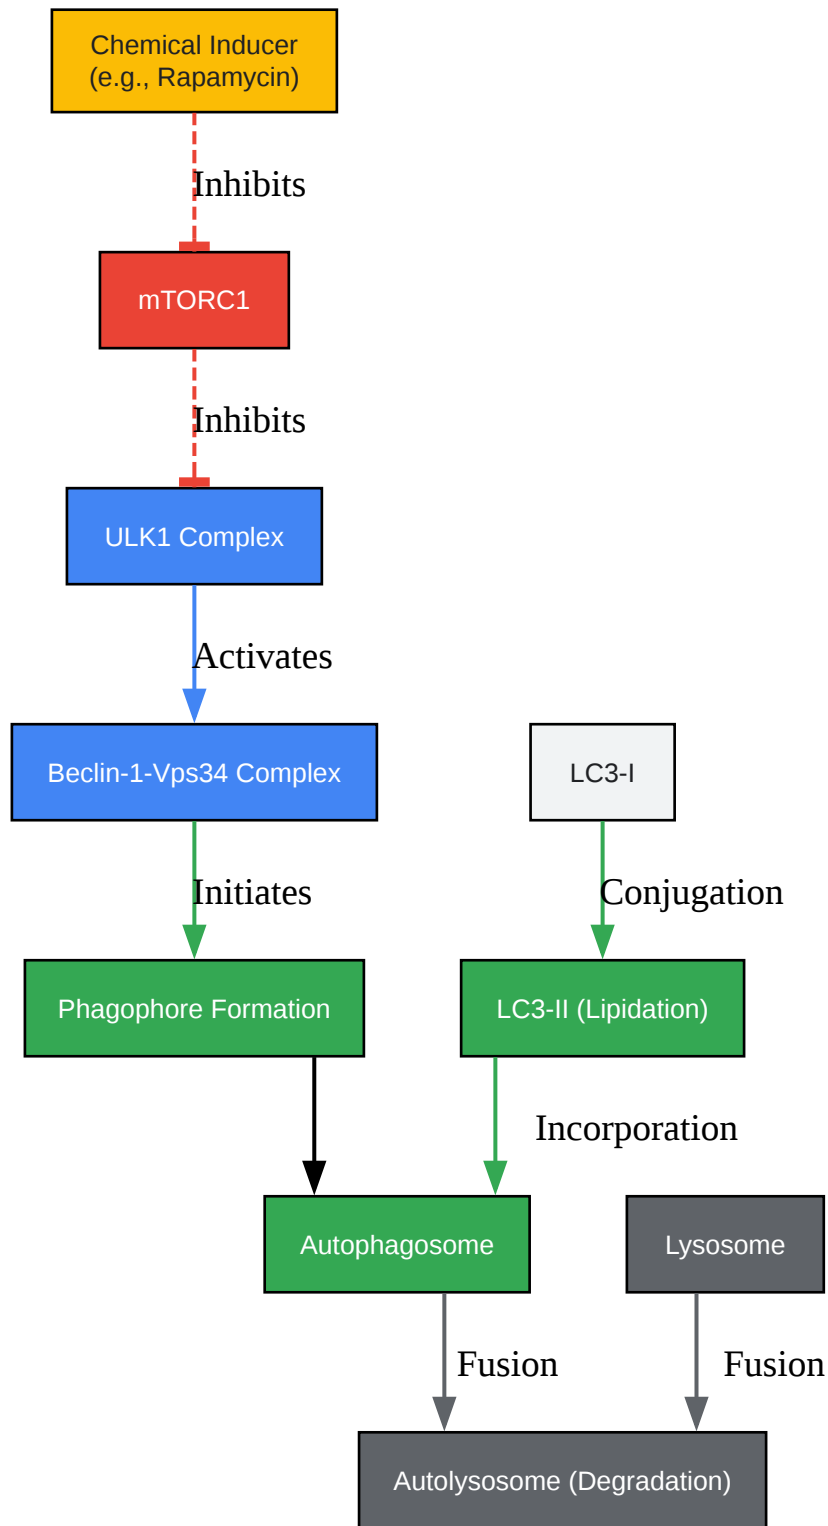 Chemical Inducer
(e.g., Rapamycin)
Inhibits
mTORC1
Inhibits
ULK1 Complex
Activates
Beclin-1-Vps34 Complex
LC3-I
Initiates
Conjugation
Phagophore Formation
LC3-II (Lipidation)
Incorporation
Autophagosome
Lysosome
Fusion
Fusion
Autolysosome (Degradation)